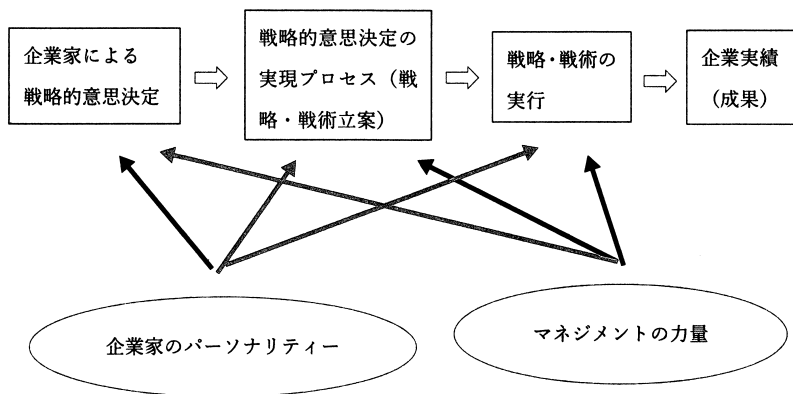 企業家による
戦略的意思決定
戦略的意思決定の
実現プロセス（戦
略・戦術立案）
戦略・戦術の
実行
企業実績
（成果）
企業家のパーソナリティー
マネジメントの力量